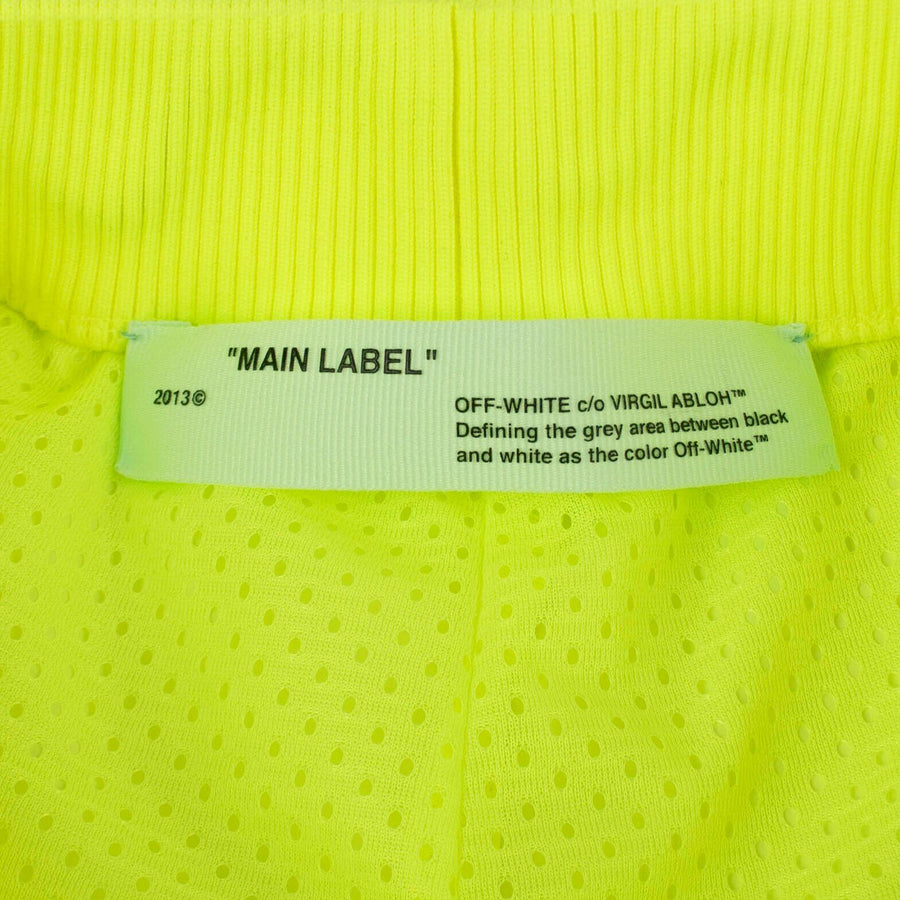 "MAIN LABEL"
2013©
OFF-WHITE c/o VIRGIL ABLOH™
Defining the grey area between black
and white as the color Off-White™